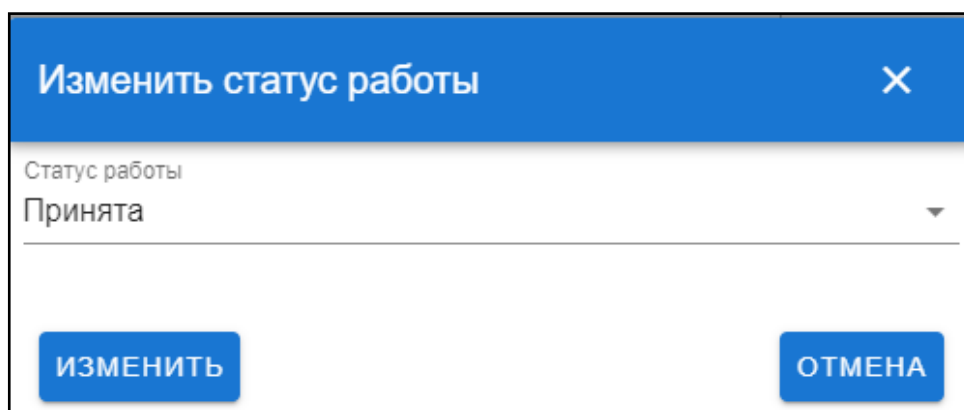 Изменить статус работы
Статус работы
Принята
ИЗМЕНИТЬ ОТМЕНА